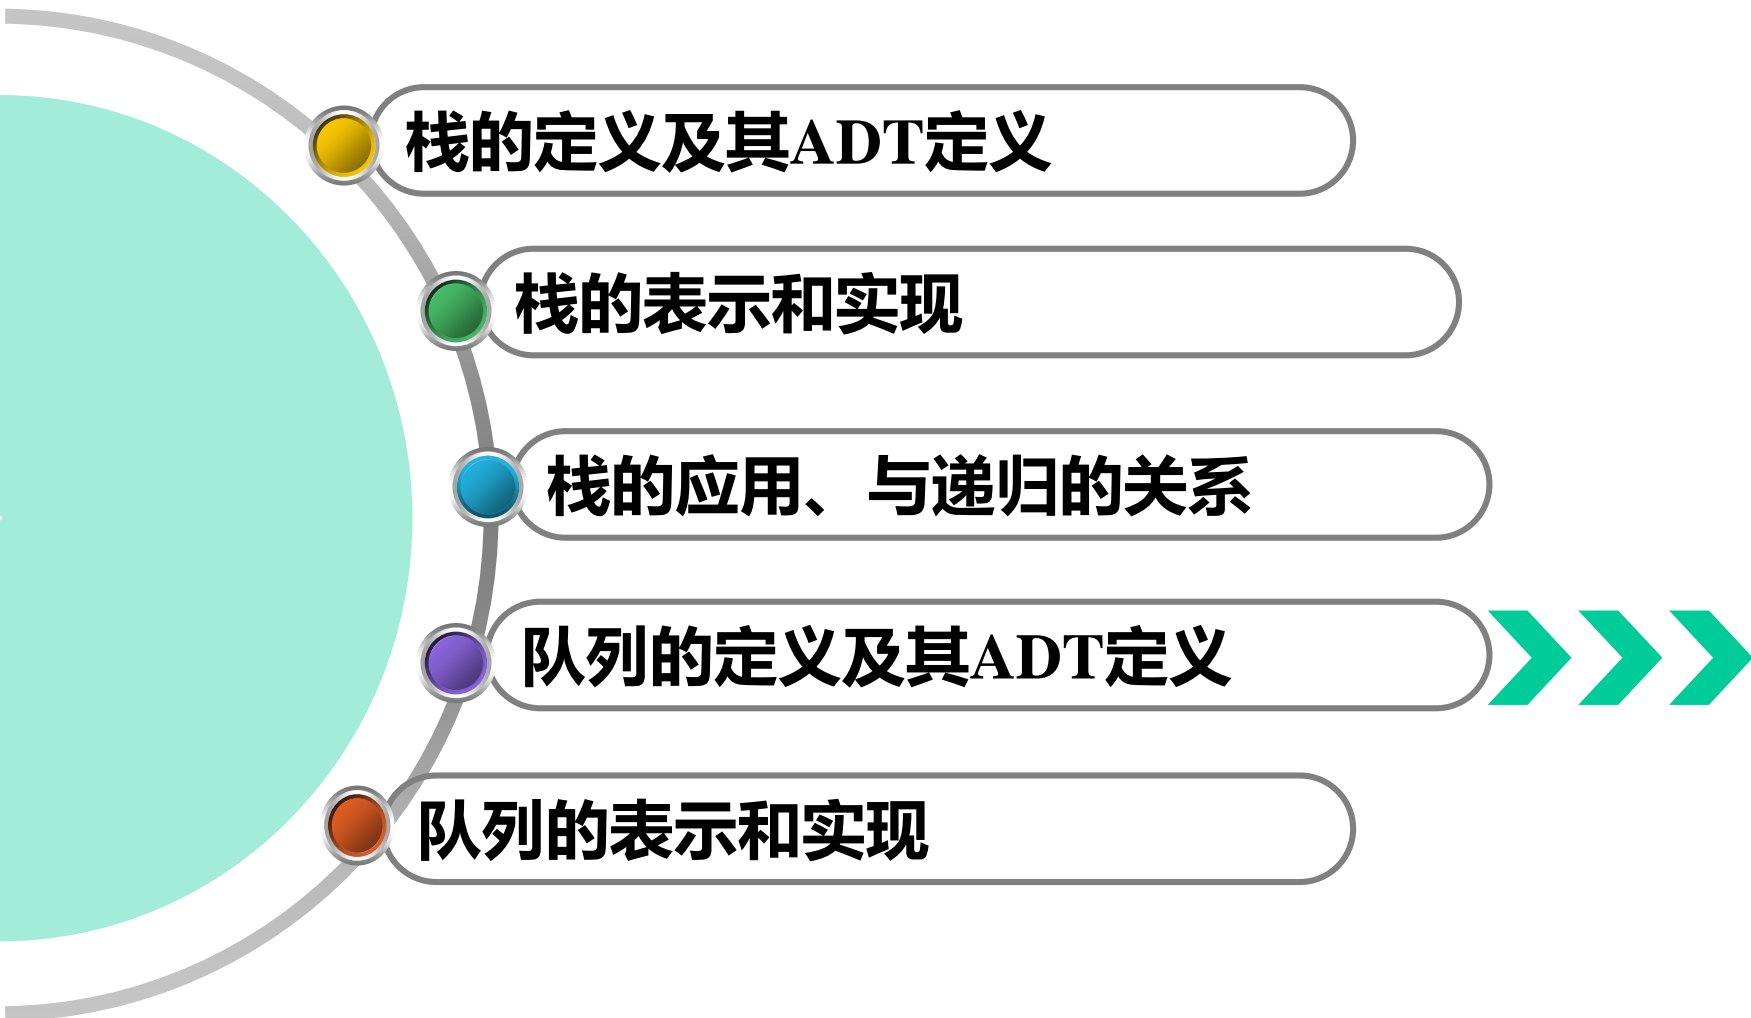 栈的定义及其ADT定义
栈的表示和实现
栈的应用、与递归的关系
队列的定义及其ADT定义
队列的表示和实现